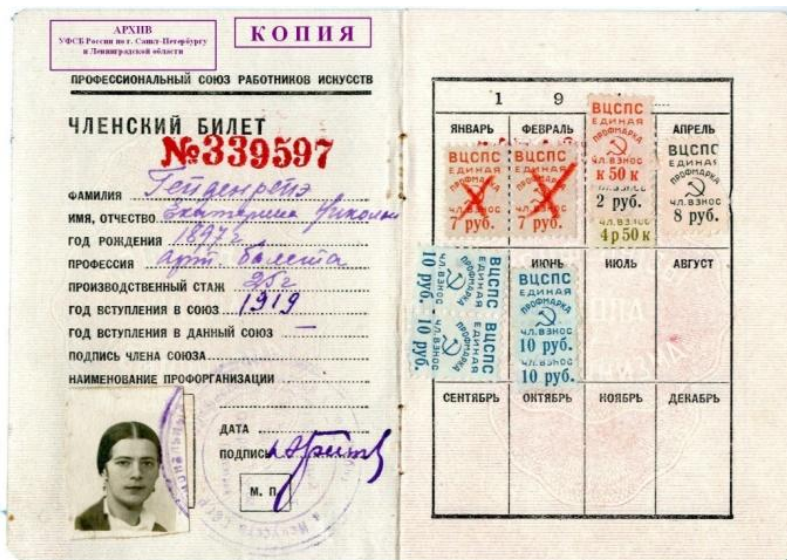 АРХИВ
УФСБ России по г. Санкт-Петербургу
и Ленинградской области
КОПИЯ
ПРОФЕССИОНАЛЬНЫЙ СОЮЗ РАБОТНИКОВ ИСКУССТВ
ЧЛЕНСКИЙ БИЛЕТ
№339597
ФАМИЛИЯ Гейденрейх
ИМЯ, ОТЧЕСТВО Екатерина Николаев
ГОД РОЖДЕНИЯ 1897 г.
ПРОФЕССИЯ арт. балета
ПРОИЗВОДСТВЕННЫЙ СТАЖ 25 г
ГОД ВСТУПЛЕНИЯ В СОЮЗ 1919
ГОД ВСТУПЛЕНИЯ В ДАННЫЙ СОЮЗ —
ПОДПИСЬ ЧЛЕНА СОЮЗА
НАИМЕНОВАНИЕ ПРОФОРГАНИЗАЦИИ
ДАТА
ПОДПИСЬ
М. П.
1 9
ЯНВАРЬ ФЕВРАЛЬ АПРЕЛЬ
ВЦСПС
ЕДИНАЯ
ПРОФМАРКА
ЧЛ. ВЗНОС
7 руб.
ВЦСПС
ЕДИНАЯ
ПРОФМАРКА
ЧЛ. ВЗНОС
7 руб.
ВЦСПС
ЕДИНАЯ
ПРОФМАРКА
ЧЛ. ВЗНОС
к 50 к
2 руб.
ЧЛ. ВЗНОС
4 р 50 к
ВЦСПС
ЕДИНАЯ
ПРОФМАРКА
ЧЛ. ВЗНОС
8 руб.
ИЮНЬ ИЮЛЬ АВГУСТ
ВЦСПС
ЕДИНАЯ
ПРОФМАРКА
ЧЛ. ВЗНОС
10 руб.
ВЦСПС
ЕДИНАЯ
ПРОФМАРКА
ЧЛ. ВЗНОС
10 руб.
ВЦСПС
ЕДИНАЯ
ПРОФМАРКА
ЧЛ. ВЗНОС
10 руб.
ЧЛ. ВЗНОС
10 руб.
СЕНТЯБРЬ ОКТЯБРЬ НОЯБРЬ ДЕКАБРЬ